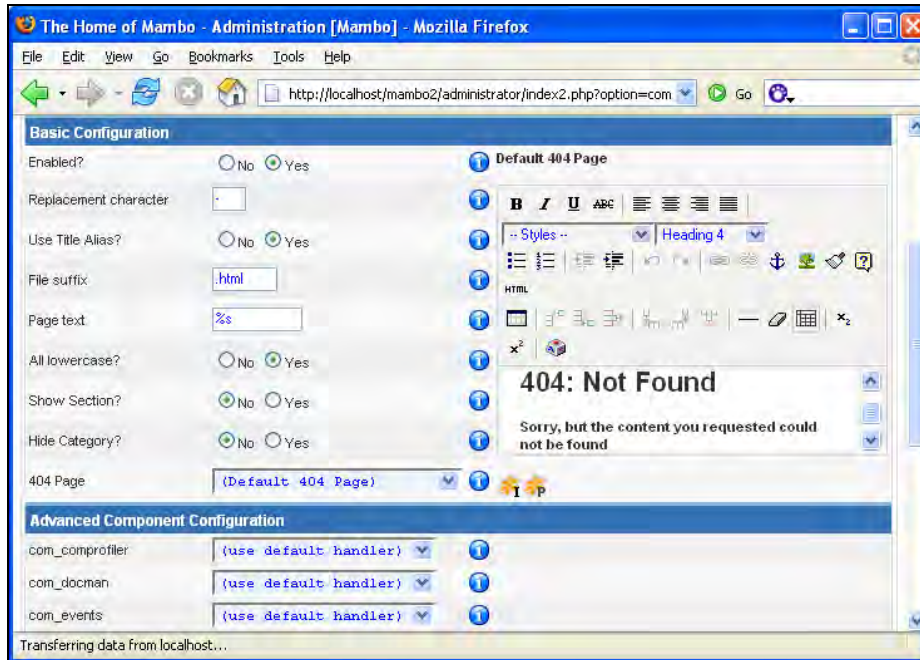 The Home of Mambo - Administration [Mambo] - Mozilla Firefox
File Edit View Go Bookmarks Tools Help
http://localhost/mambo2/administrator/index2.php?option=com Go
Basic Configuration
Enabled? No Yes
Default 404 Page
Replacement character -
B I U ABC
Use Title Alias? No Yes
-- Styles -- Heading 4
File suffix .html
HTML
Page text %s
All lowercase? No Yes
404: Not Found
Show Section? No Yes
Sorry, but the content you requested could
not be found
Hide Category? No Yes
404 Page (Default 404 Page)
I P
Advanced Component Configuration
com_comprofiler (use default handler)
com_docman (use default handler)
com_events (use default handler)
Transferring data from localhost...